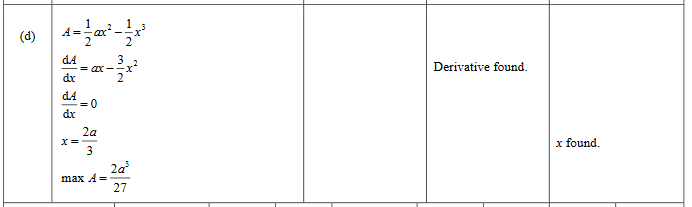 (d)
A = 1/2 ax² − 1/2 x³
dA/dx = ax − 3/2 x²
Derivative found.
dA/dx = 0
x = 2a/3
x found.
max A = 2a³/27